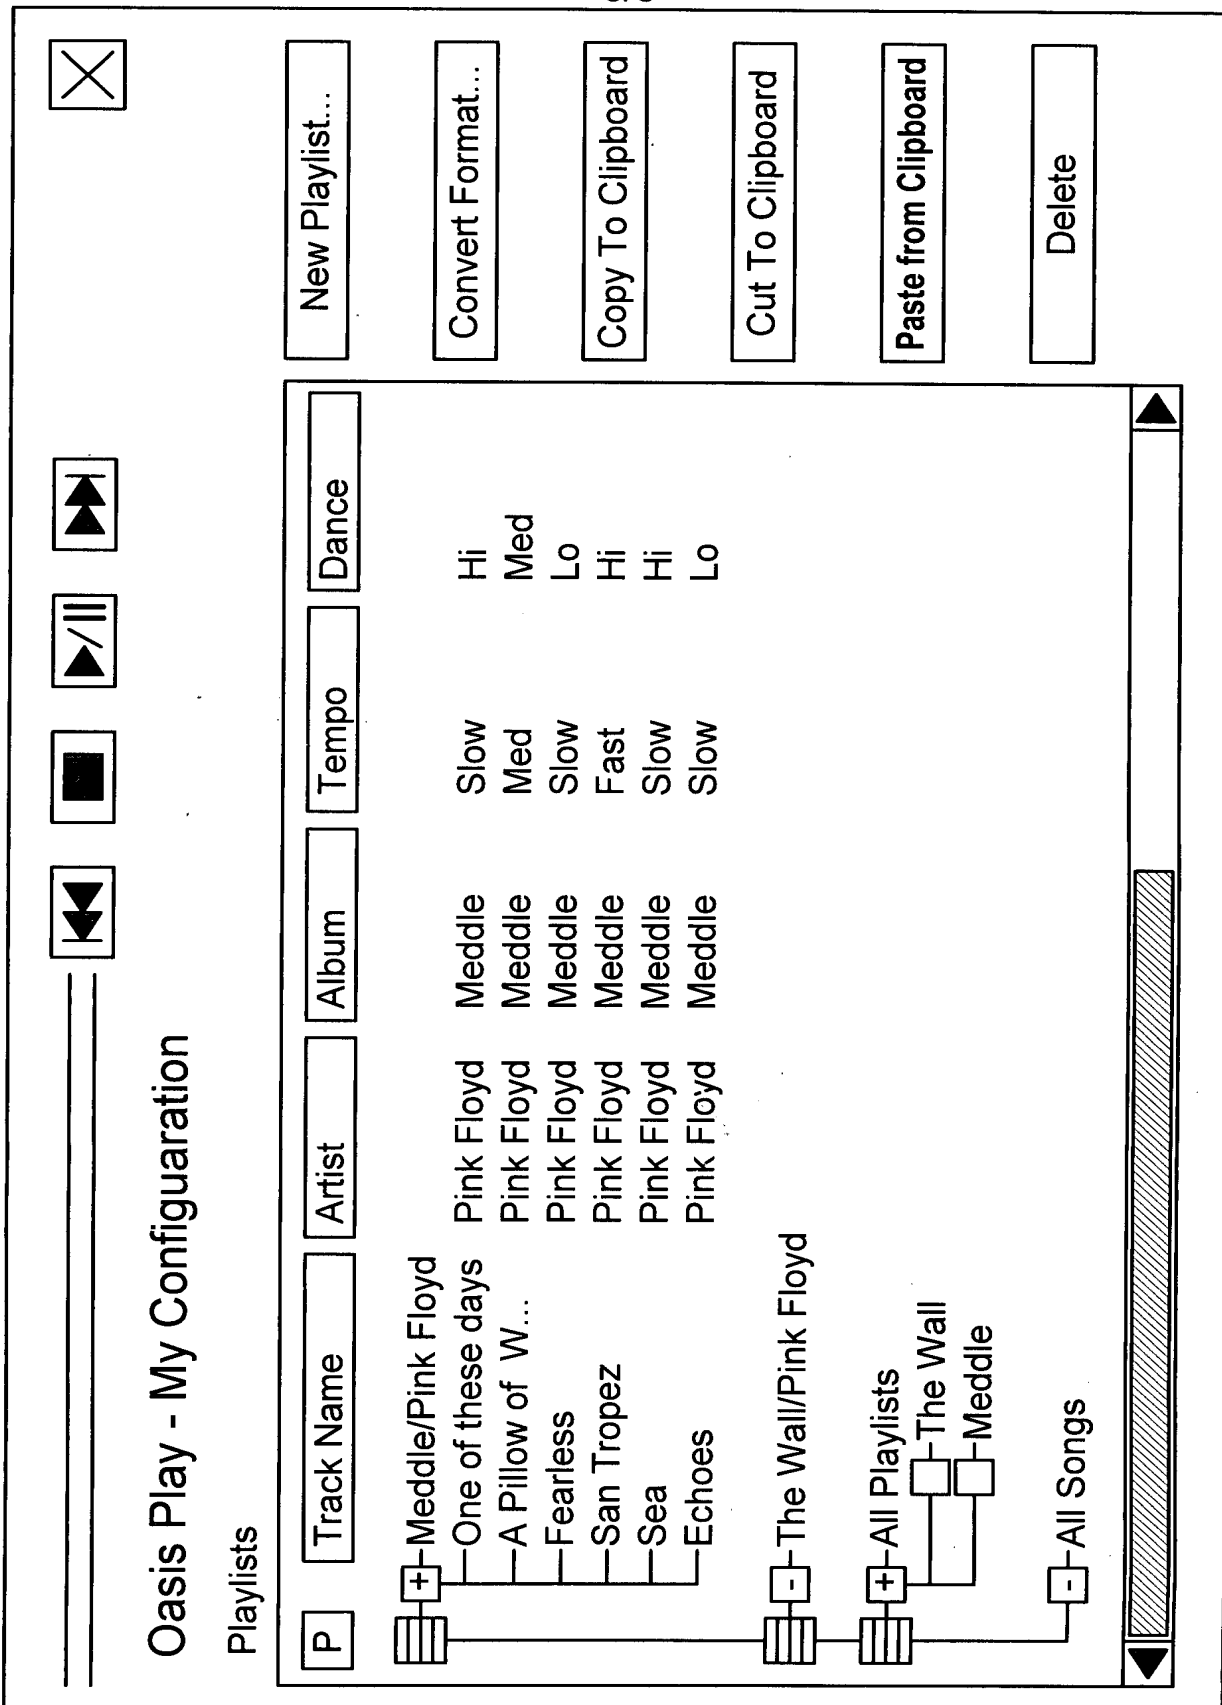 Oasis Play - My Configuaration
Playlists
P Track Name Artist Album Tempo Dance
+ Meddle/Pink Floyd
One of these days Pink Floyd Meddle Slow Hi
A Pillow of W... Pink Floyd Meddle Med Med
Fearless Pink Floyd Meddle Slow Lo
San Tropez Pink Floyd Meddle Fast Hi
Sea Pink Floyd Meddle Slow Hi
Echoes Pink Floyd Meddle Slow Lo
- The Wall/Pink Floyd
+ All Playlists
The Wall
Meddle
- All Songs
New Playlist...
Convert Format...
Copy To Clipboard
Cut To Clipboard
Paste from Clipboard
Delete